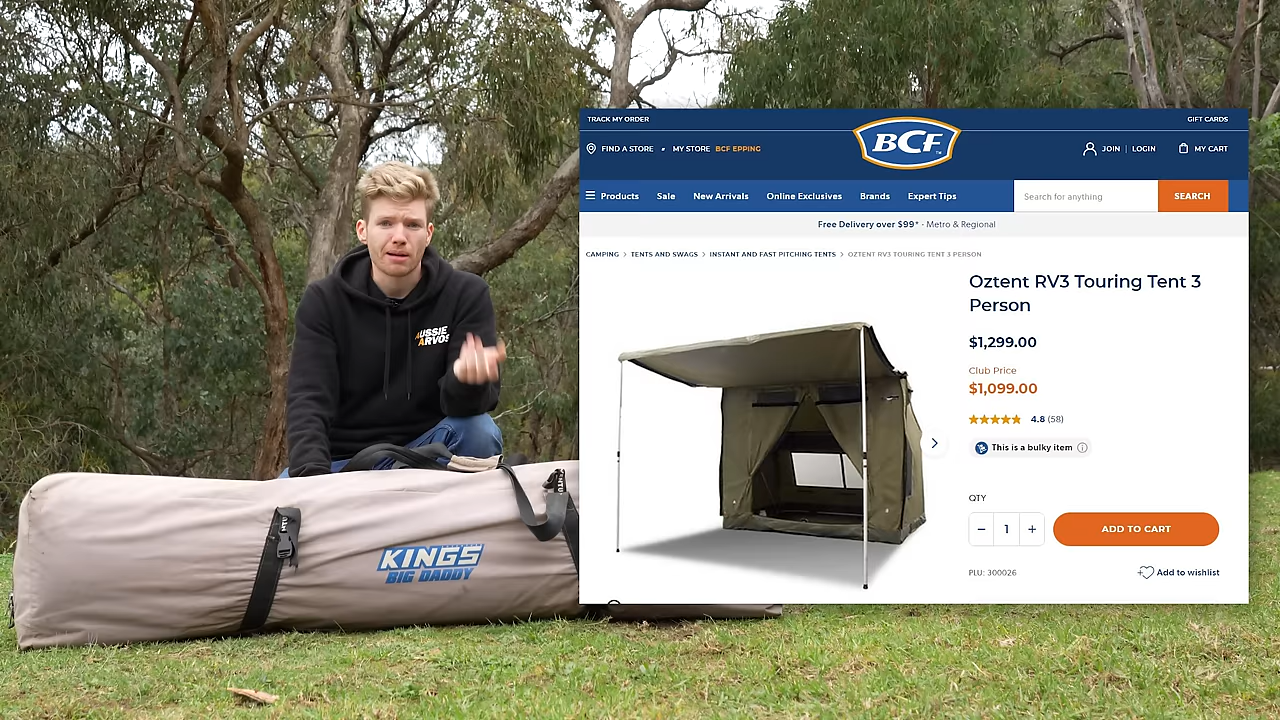 AUSSIE
ARVOS
KINGS
BIG DADDY
TRACK MY ORDER
GIFT CARDS
FIND A STORE • MY STORE BCF EPPING
BCF
JOIN | LOGIN
MY CART
Products
Sale
New Arrivals
Online Exclusives
Brands
Expert Tips
Search for anything
SEARCH
Free Delivery over $99* - Metro & Regional
CAMPING > TENTS AND SWAGS > INSTANT AND FAST PITCHING TENTS > OZTENT RV3 TOURING TENT 3 PERSON
Oztent RV3 Touring Tent 3
Person
$1,299.00
Club Price
$1,099.00
4.8 (58)
This is a bulky item
QTY
− 1 +
ADD TO CART
PLU: 300026
Add to wishlist